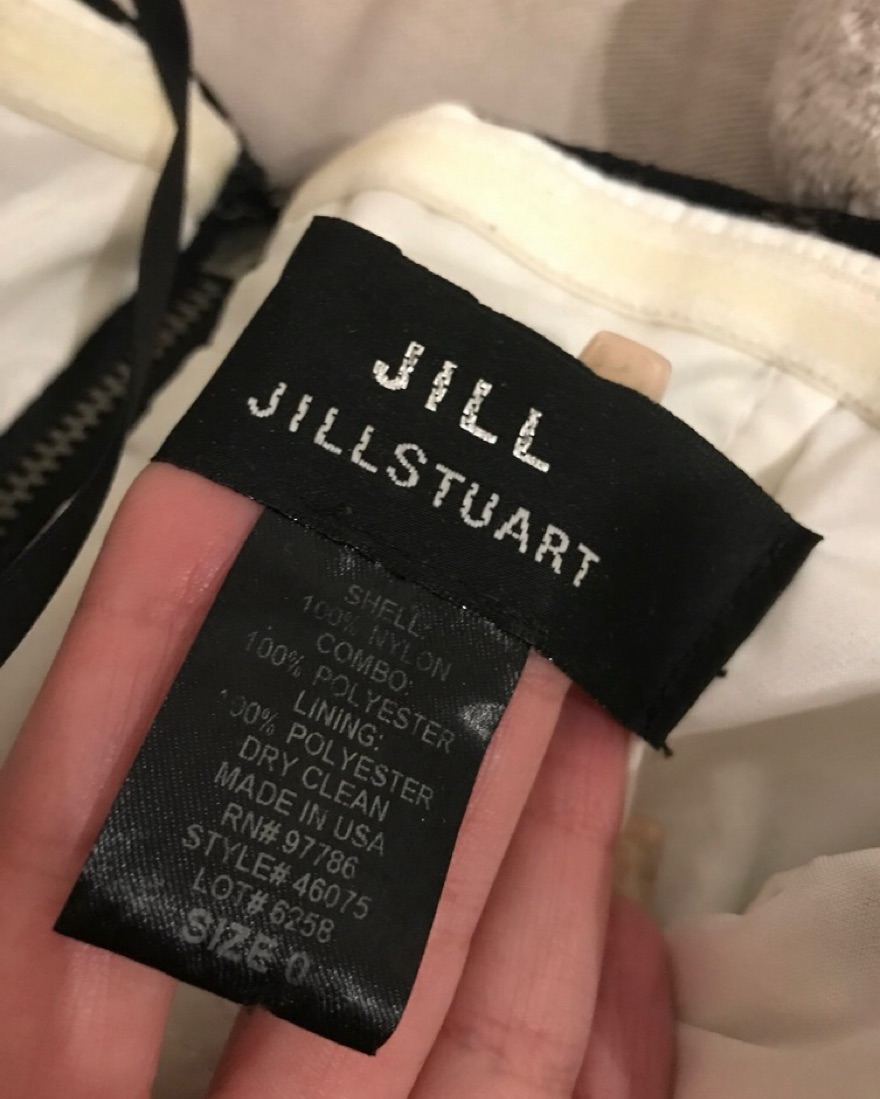 JILL
JILLSTUART
SHELL:
100% NYLON
COMBO:
100% POLYESTER
LINING:
100% POLYESTER
DRY CLEAN
MADE IN USA
RN# 97786
STYLE# 46075
LOT# 6258
SIZE 0